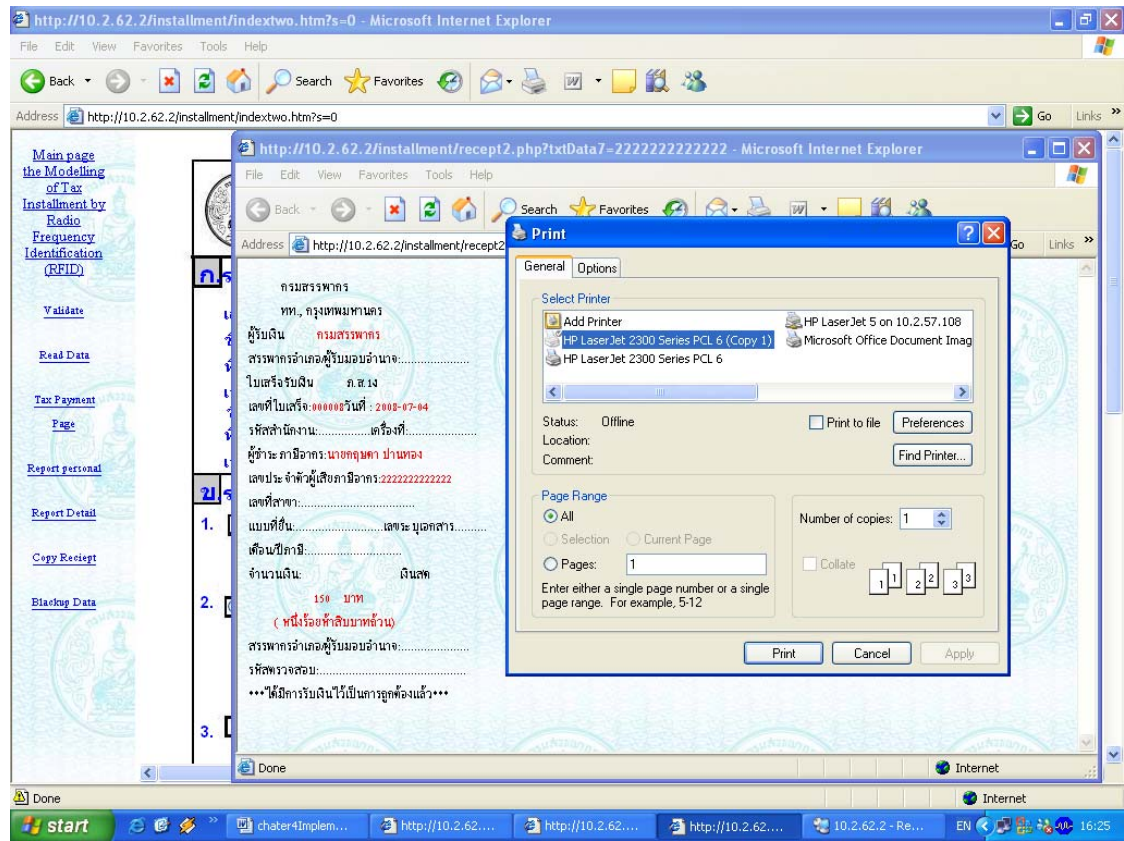 http://10.2.62.2/installment/indextwo.htm?s=0 - Microsoft Internet Explorer
File Edit View Favorites Tools Help
Back Search Favorites
Address http://10.2.62.2/installment/indextwo.htm?s=0 Go Links »
Main page
the Modelling
of Tax
Installment by
Radio
Frequency
Identification
(RFID)
Validate
Read Data
Tax Payment
Page
Report personal
Report Detail
Copy Reciept
Blackup Data
ก.
ข.
1.
2.
3.
http://10.2.62.2/installment/recept2.php?txtData7=2222222222222 - Microsoft Internet Explorer
File Edit View Favorites Tools Help
Back Search Favorites
Address http://10.2.62.2/installment/recept2 Go Links »
กรมสรรพากร
ทท., กรุงเทพมหานคร
ผู้รับเงิน กรมสรรพากร
สรรพากรอำเภอ/ผู้รับมอบอำนาจ:....................
ใบเสร็จรับเงิน ภ.ส.14
เลขที่ใบเสร็จ:000008วันที่ : 2008-07-04
รหัสสำนักงาน:...............เครื่องที่:....................
ผู้ชำระภาษีอากร:นายกฤษดา ปานทอง
เลขประจำตัวผู้เสียภาษีอากร:2222222222222
เลขที่สาขา:.........................
แบบที่ยื่น:.........................เลขระบุเอกสาร..........
เดือน/ปีภาษี:............................
จำนวนเงิน: เงินสด
150 บาท
( หนึ่งร้อยห้าสิบบาทถ้วน)
สรรพากรอำเภอ/ผู้รับมอบอำนาจ:....................
รหัสตรวจสอบ:...........................................
***ได้มีการรับเงินไว้เป็นการถูกต้องแล้ว***
Done Internet
Print
General Options
Select Printer
Add Printer HP LaserJet 5 on 10.2.57.108
HP LaserJet 2300 Series PCL 6 (Copy 1) Microsoft Office Document Imag
HP LaserJet 2300 Series PCL 6
Status: Offline Print to file Preferences
Location:
Comment: Find Printer...
Page Range
All Number of copies: 1
Selection Current Page
Pages: 1 Collate
1 1 2 2 3 3
Enter either a single page number or a single
page range. For example, 5-12
Print Cancel Apply
Done Internet
start » chater4Implem... http://10.2.62.... http://10.2.62.... http://10.2.62.... 10.2.62.2 - Re... EN 16:25